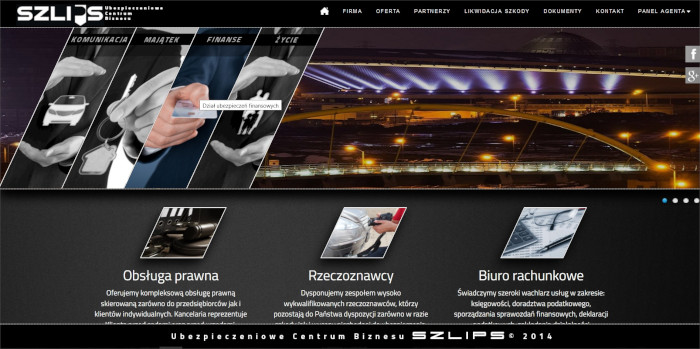 SZLIPS Ubezpieczeniowe
Centrum
Biznesu
FIRMA OFERTA PARTNERZY LIKWIDACJA SZKODY DOKUMENTY KONTAKT PANEL AGENTA
KOMUNIKACJA MAJĄTEK FINANSE ŻYCIE
f
g+
Dział ubezpieczeń finansowych
Obsługa prawna
Oferujemy kompleksową obsługę prawną
skierowaną zarówno do przedsiębiorców jak i
klientów indywidualnych. Kancelaria reprezentuje
Rzeczoznawcy
Dysponujemy zespołem wysoko
wykwalifikowanych rzeczoznawców, którzy
pozostają do Państwa dyspozycji zarówno w razie
Biuro rachunkowe
Świadczymy szeroki wachlarz usług w zakresie:
księgowości, doradztwa podatkowego,
sporządzania sprawozdań finansowych, deklaracji
Ubezpieczeniowe Centrum Biznesu SZLIPS © 2014